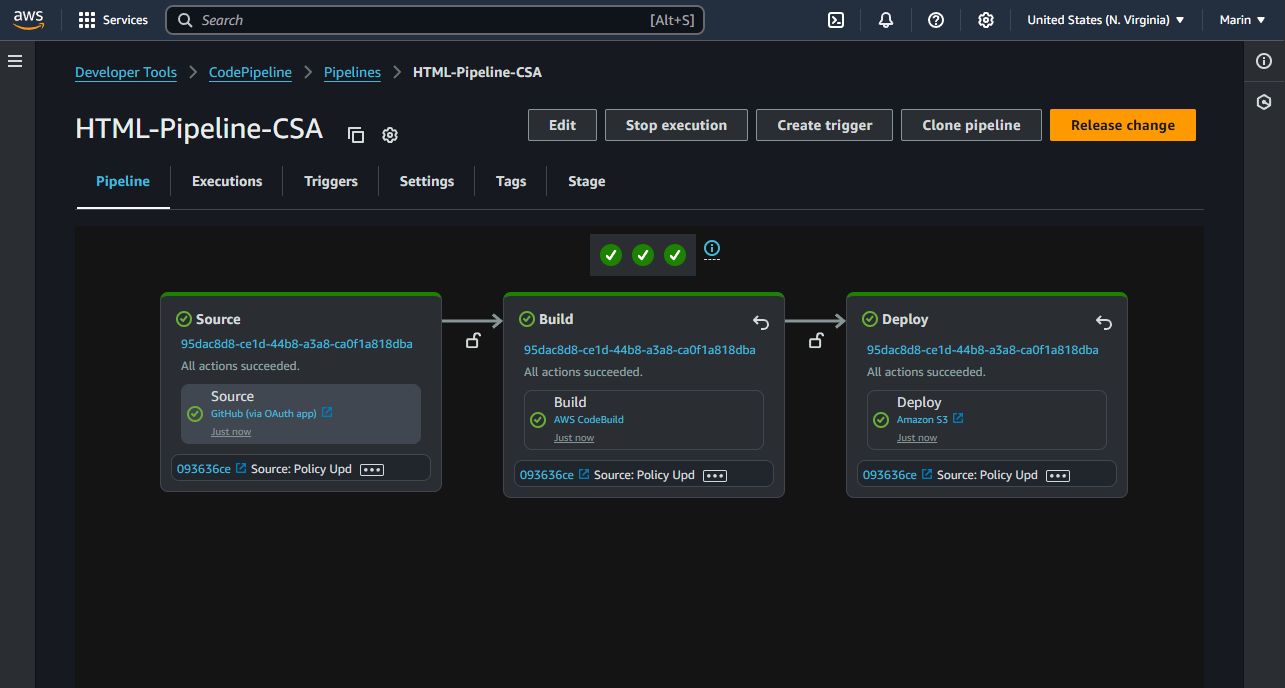 aws Services Search [Alt+S] United States (N. Virginia) Marin
Developer Tools CodePipeline Pipelines HTML-Pipeline-CSA
HTML-Pipeline-CSA Edit Stop execution Create trigger Clone pipeline Release change
Pipeline Executions Triggers Settings Tags Stage
Source
95dac8d8-ce1d-44b8-a3a8-ca0f1a818dba
All actions succeeded.
Source
GitHub (via OAuth app)
Just now
093636ce Source: Policy Upd
Build
95dac8d8-ce1d-44b8-a3a8-ca0f1a818dba
All actions succeeded.
Build
AWS CodeBuild
Just now
093636ce Source: Policy Upd
Deploy
95dac8d8-ce1d-44b8-a3a8-ca0f1a818dba
All actions succeeded.
Deploy
Amazon S3
Just now
093636ce Source: Policy Upd